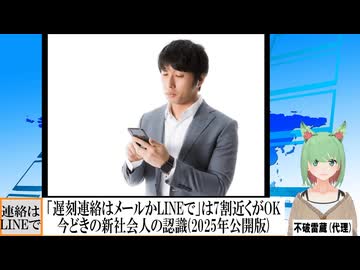 連絡は
LINEで
「遅刻連絡はメールかLINEで」は7割近くがOK
今どきの新社会人の認識(2025年公開版)
不破雷蔵(代理)